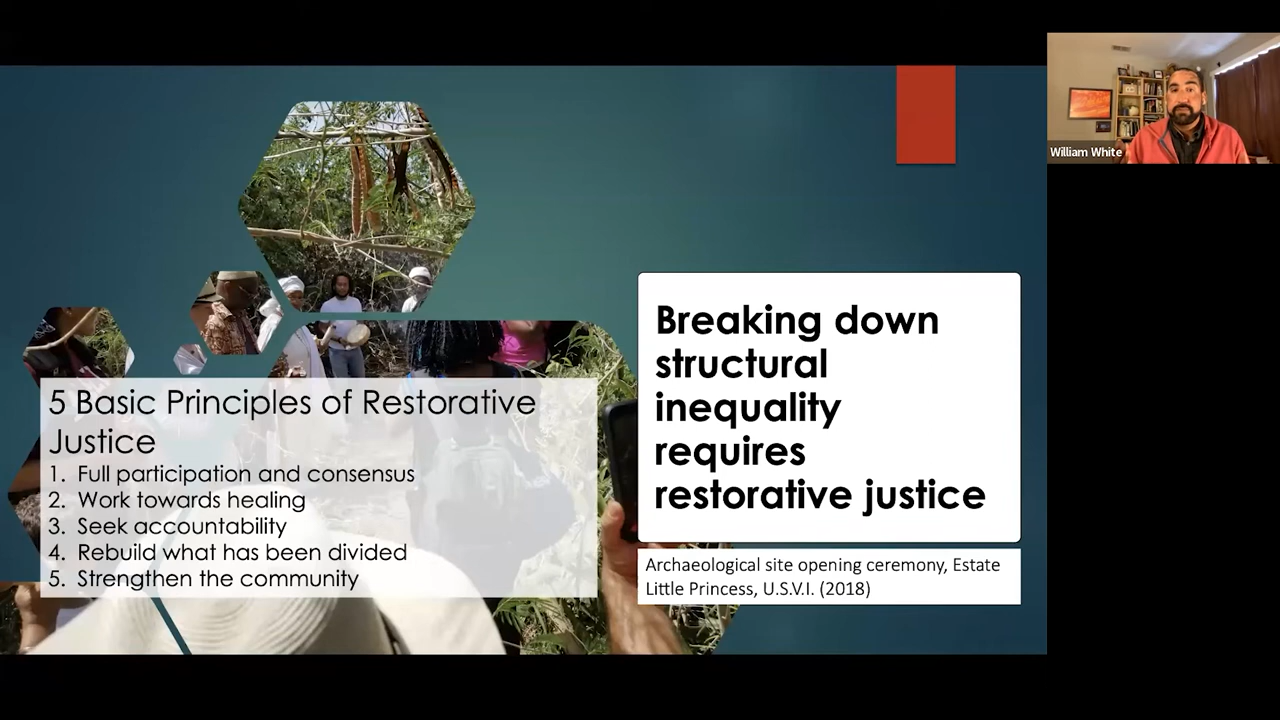 5 Basic Principles of Restorative
Justice
1. Full participation and consensus
2. Work towards healing
3. Seek accountability
4. Rebuild what has been divided
5. Strengthen the community
Breaking down
structural
inequality
requires
restorative justice
Archaeological site opening ceremony, Estate
Little Princess, U.S.V.I. (2018)
William White